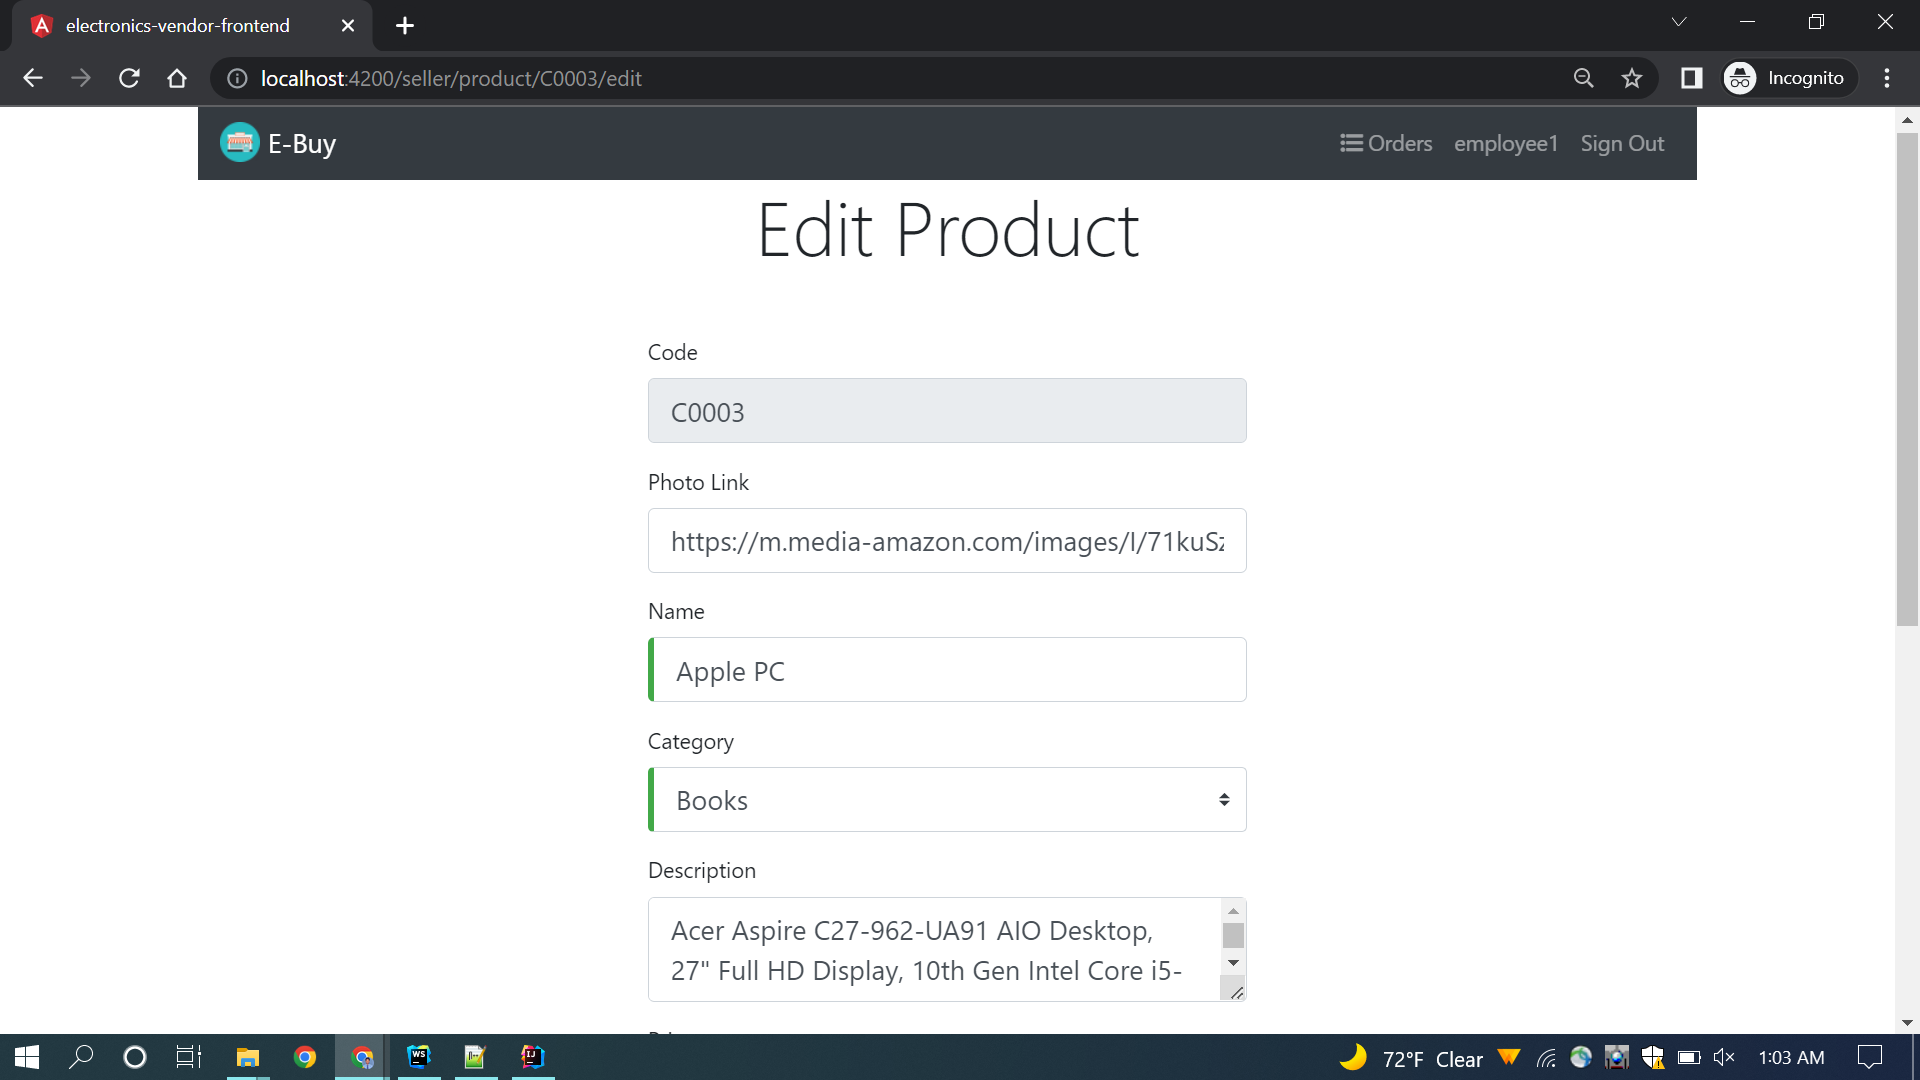 electronics-vendor-frontend
localhost:4200/seller/product/C0003/edit
Incognito
E-Buy
Orders employee1 Sign Out
Edit Product
Code
C0003
Photo Link
https://m.media-amazon.com/images/I/71kuSz
Name
Apple PC
Category
Books
Description
Acer Aspire C27-962-UA91 AIO Desktop,
27" Full HD Display, 10th Gen Intel Core i5-
72°F Clear
1:03 AM